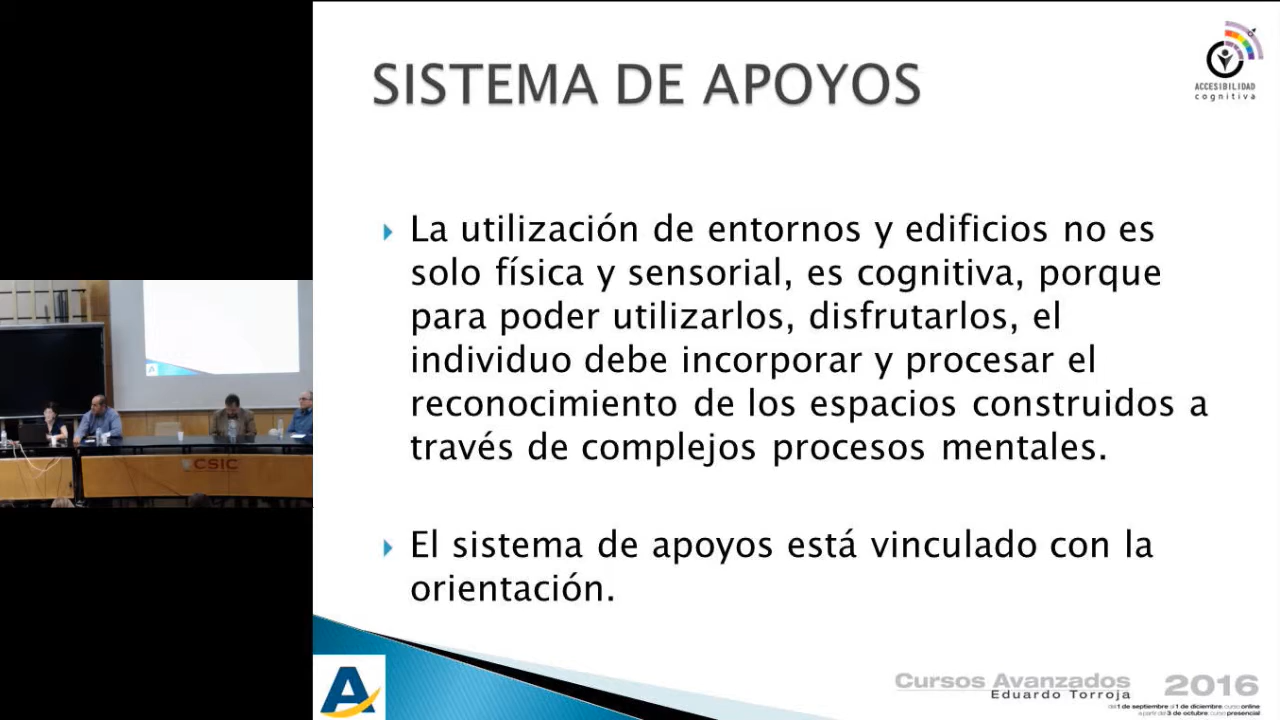 SISTEMA DE APOYOS
ACCESIBILIDAD
cognitiva
La utilización de entornos y edificios no es
solo física y sensorial, es cognitiva, porque
para poder utilizarlos, disfrutarlos, el
individuo debe incorporar y procesar el
reconocimiento de los espacios construidos a
través de complejos procesos mentales.
El sistema de apoyos está vinculado con la
orientación.
CSIC
A
Cursos Avanzados 2016
Eduardo Torroja
del 1 de septiembre al 1 de diciembre, curso online
a partir del 3 de octubre, curso presencial